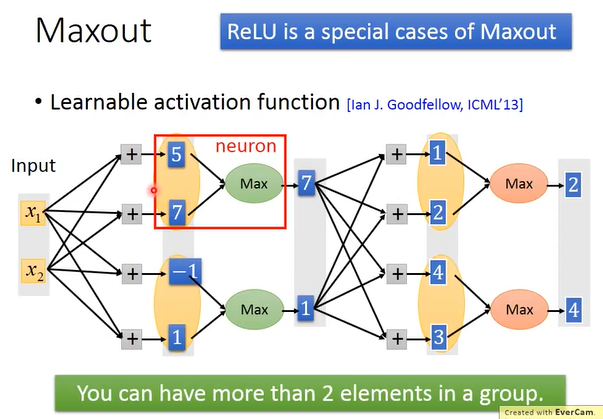 Maxout
ReLU is a special cases of Maxout
• Learnable activation function [Ian J. Goodfellow, ICML'13]
Input
neuron
x₁
x₂
+
+
+
+
5
7
−1
1
Max
Max
7
1
+
+
+
+
1
2
4
3
Max
Max
2
4
You can have more than 2 elements in a group.
Created with EverCam.